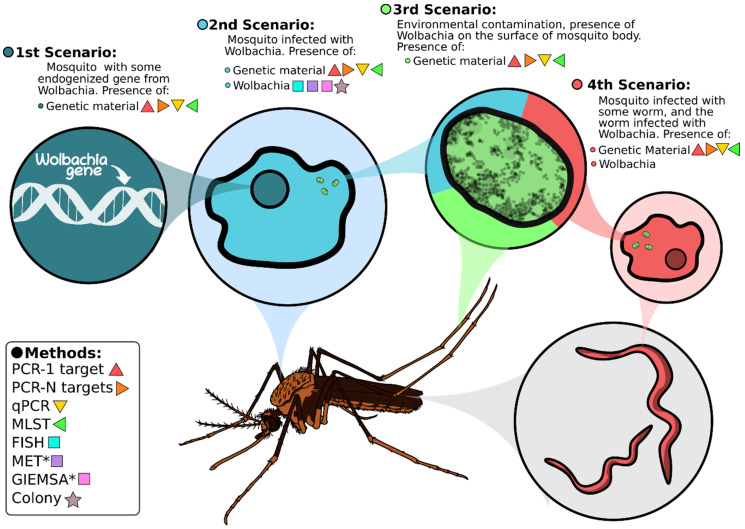 1st Scenario:
Mosquito with some
endogenized gene from
Wolbachia. Presence of:
Genetic material
Wolbachia
gene
2nd Scenario:
Mosquito infected with
Wolbachia. Presence of:
Genetic material
Wolbachia
3rd Scenario:
Environmental contamination, presence of
Wolbachia on the surface of mosquito body.
Presence of:
Genetic material
4th Scenario:
Mosquito infected with
some worm, and the
worm infected with
Wolbachia. Presence of:
Genetic Material
Wolbachia
Methods:
PCR-1 target
PCR-N targets
qPCR
MLST
FISH
MET*
GIEMSA*
Colony